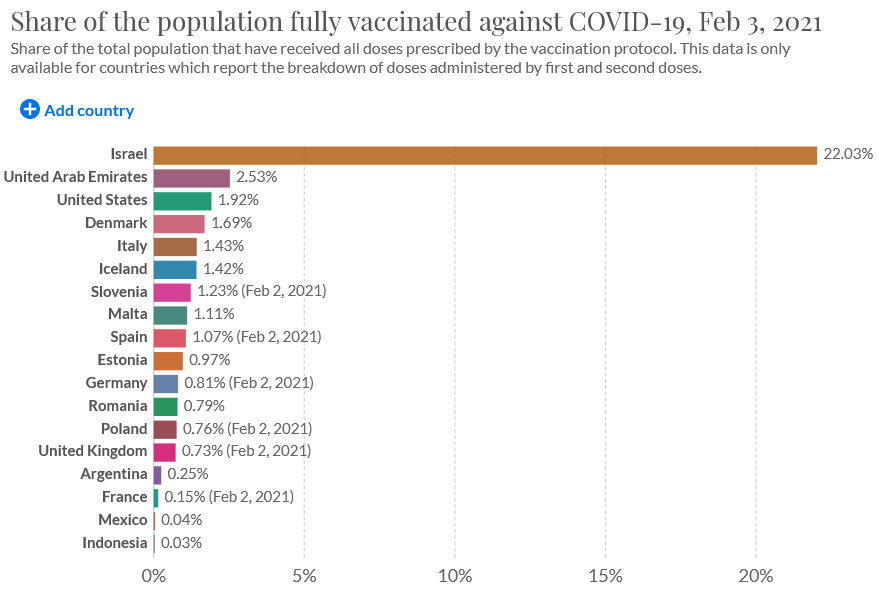 Share of the population fully vaccinated against COVID-19, Feb 3, 2021
Share of the total population that have received all doses prescribed by the vaccination protocol. This data is only
available for countries which report the breakdown of doses administered by first and second doses.
Add country
Israel 22.03%
United Arab Emirates 2.53%
United States 1.92%
Denmark 1.69%
Italy 1.43%
Iceland 1.42%
Slovenia 1.23% (Feb 2, 2021)
Malta 1.11%
Spain 1.07% (Feb 2, 2021)
Estonia 0.97%
Germany 0.81% (Feb 2, 2021)
Romania 0.79%
Poland 0.76% (Feb 2, 2021)
United Kingdom 0.73% (Feb 2, 2021)
Argentina 0.25%
France 0.15% (Feb 2, 2021)
Mexico 0.04%
Indonesia 0.03%
0% 5% 10% 15% 20%